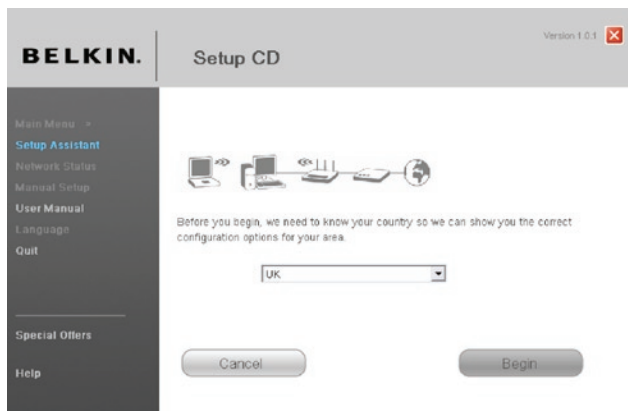 BELKIN.
Setup CD
Version 1.0.1
Main Menu >
Setup Assistant
Network Status
Manual Setup
User Manual
Language
Quit
Special Offers
Help
Before you begin, we need to know your country so we can show you the correct
configuration options for your area.
UK
Cancel
Begin